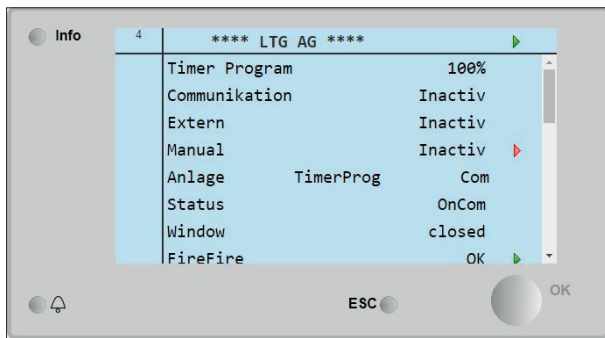 Info
4 **** LTG AG ****
Timer Program 100%
Communikation Inactiv
Extern Inactiv
Manual Inactiv
Anlage TimerProg Com
Status OnCom
Window closed
FireFire OK
ESC OK